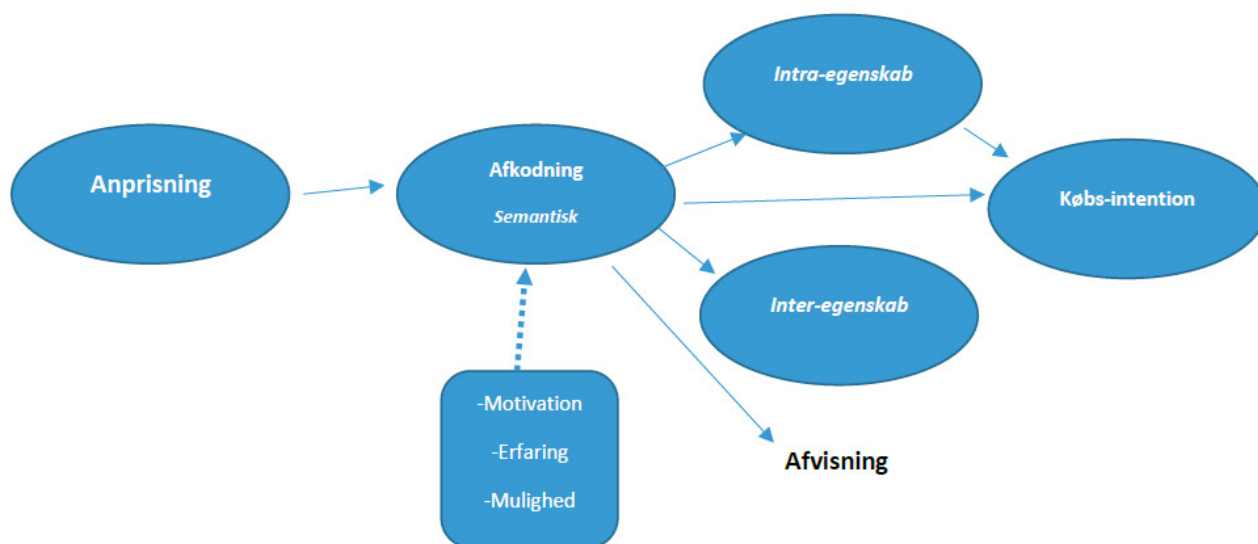 Anprisning
Afkodning
Semantisk
Intra-egenskab
Købs-intention
Inter-egenskab
-Motivation
-Erfaring
-Mulighed
Afvisning